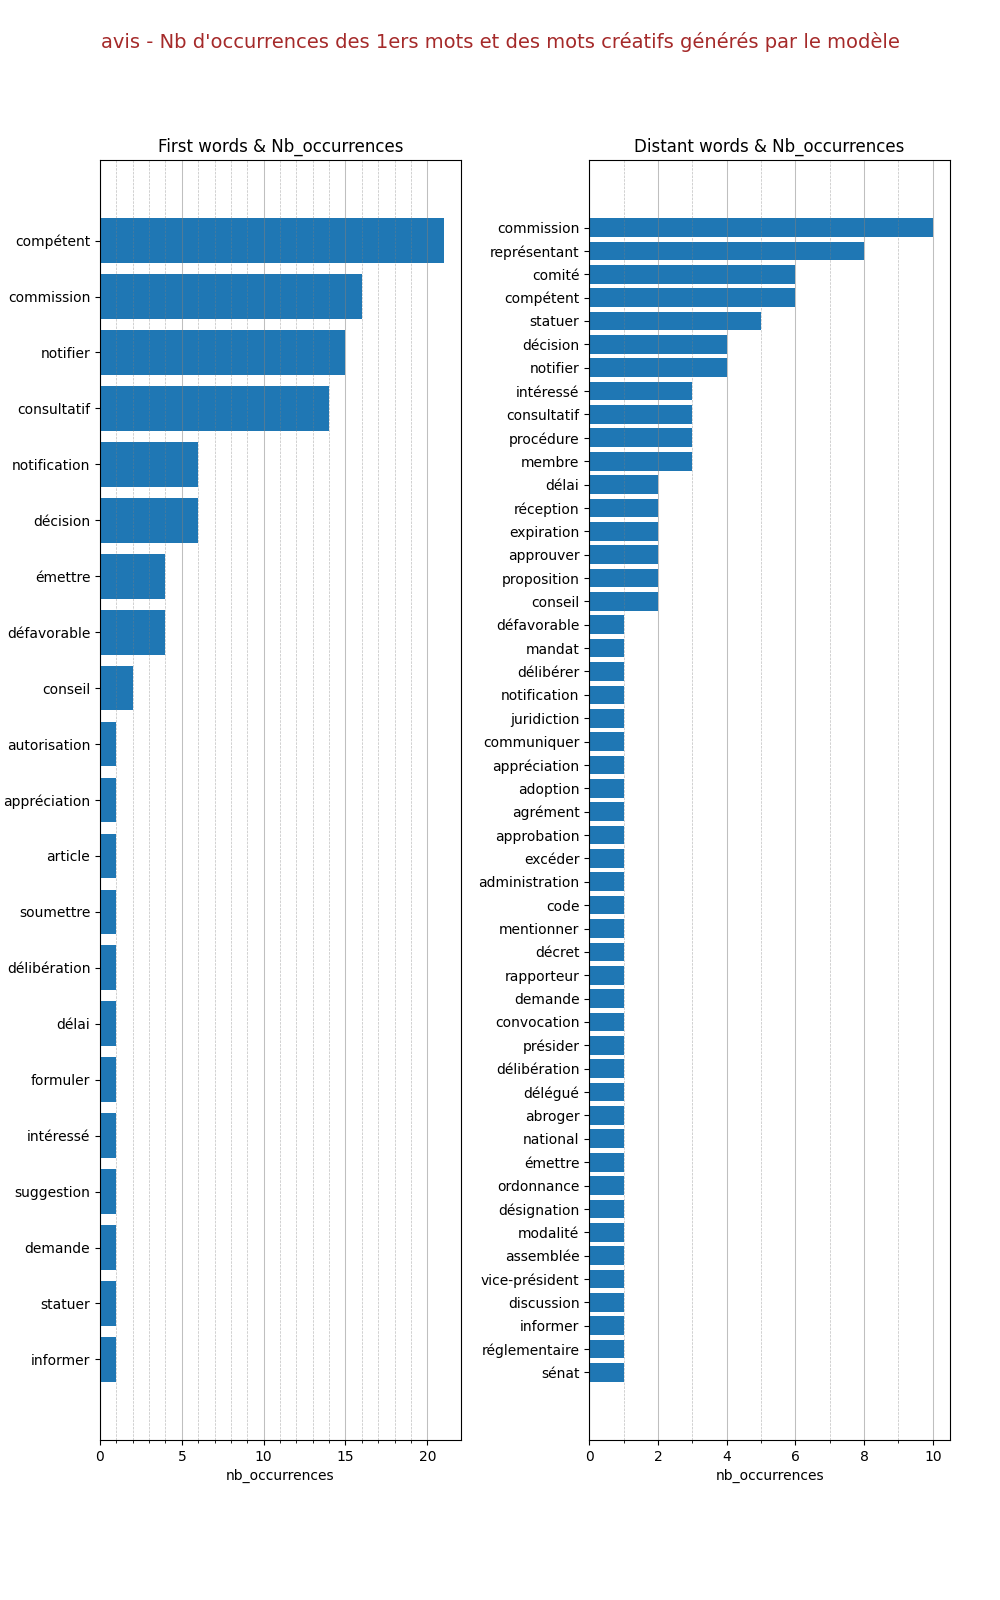 avis - Nb d'occurrences des 1ers mots et des mots créatifs générés par le modèle
First words & Nb_occurrences
compétent
commission
notifier
consultatif
notification
décision
émettre
défavorable
conseil
autorisation
appréciation
article
soumettre
délibération
délai
formuler
intéressé
suggestion
demande
statuer
informer
0 5 10 15 20
nb_occurrences
Distant words & Nb_occurrences
commission
représentant
comité
compétent
statuer
décision
notifier
intéressé
consultatif
procédure
membre
délai
réception
expiration
approuver
proposition
conseil
défavorable
mandat
délibérer
notification
juridiction
communiquer
appréciation
adoption
agrément
approbation
excéder
administration
code
mentionner
décret
rapporteur
demande
convocation
présider
délibération
délégué
abroger
national
émettre
ordonnance
désignation
modalité
assemblée
vice-président
discussion
informer
réglementaire
sénat
0 2 4 6 8 10
nb_occurrences